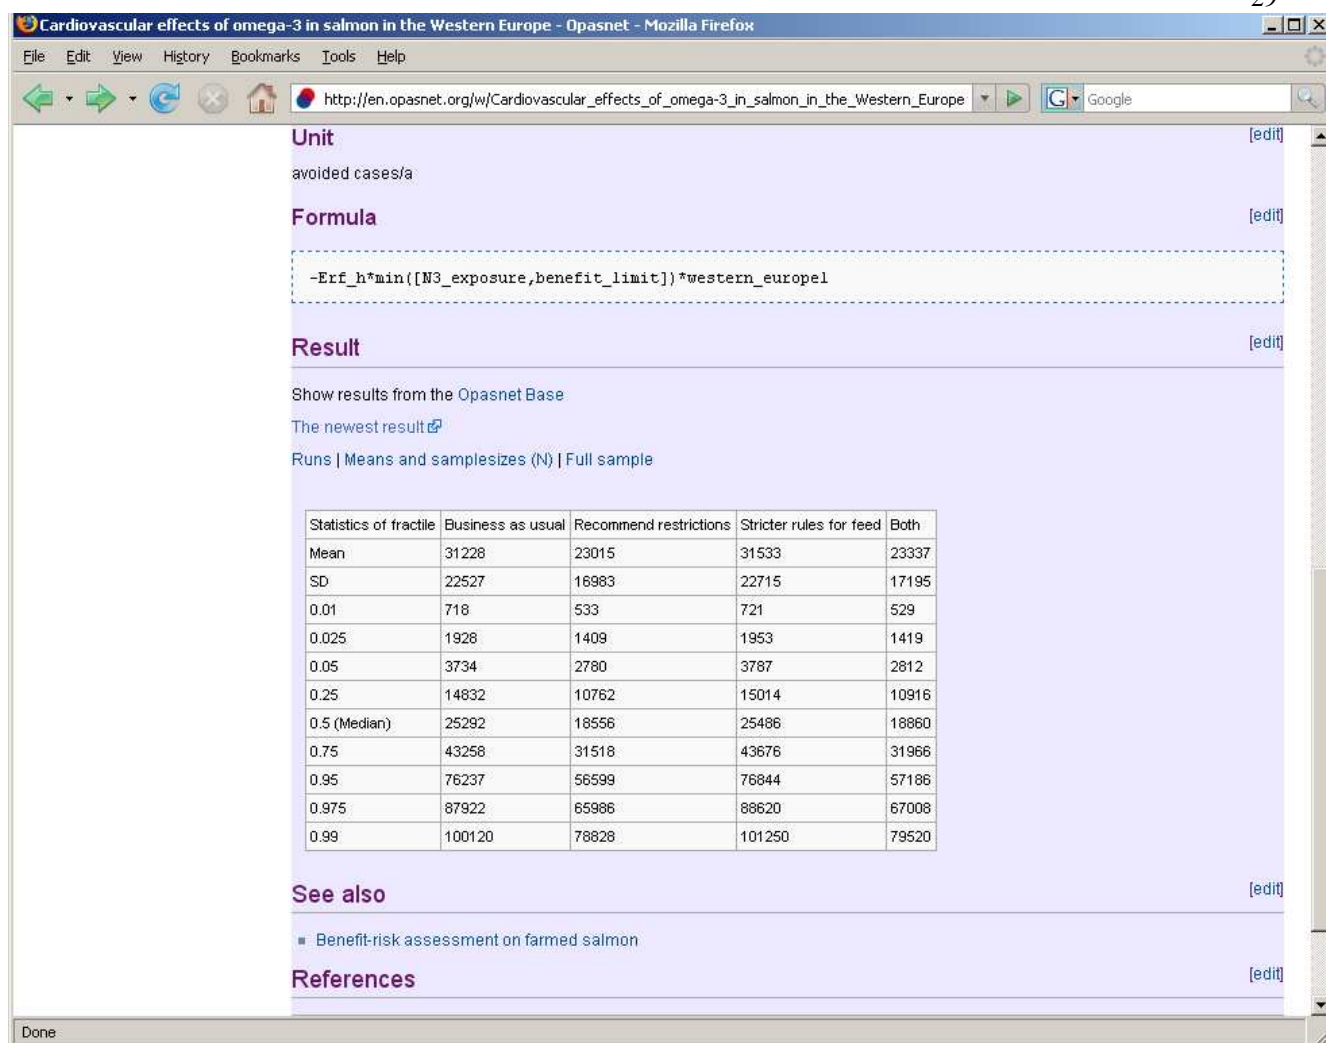 Cardiovascular effects of omega-3 in salmon in the Western Europe - Opasnet - Mozilla Firefox
File Edit View History Bookmarks Tools Help
http://en.opasnet.org/w/Cardiovascular_effects_of_omega-3_in_salmon_in_the_Western_Europe G Google
Unit [edit]
avoided cases/a
Formula [edit]
-Erf_h*min([N3_exposure,benefit_limit])*western_europe1
Result [edit]
Show results from the Opasnet Base
The newest result
Runs | Means and samplesizes (N) | Full sample
Statistics of fractile Business as usual Recommend restrictions Stricter rules for feed Both
Mean 31228 23015 31533 23337
SD 22527 16983 22715 17195
0.01 718 533 721 529
0.025 1928 1409 1953 1419
0.05 3734 2780 3787 2812
0.25 14832 10762 15014 10916
0.5 (Median) 25292 18556 25486 18860
0.75 43258 31518 43676 31966
0.95 76237 56599 76844 57186
0.975 87922 65986 88620 67008
0.99 100120 78828 101250 79520
See also [edit]
Benefit-risk assessment on farmed salmon
References [edit]
Done